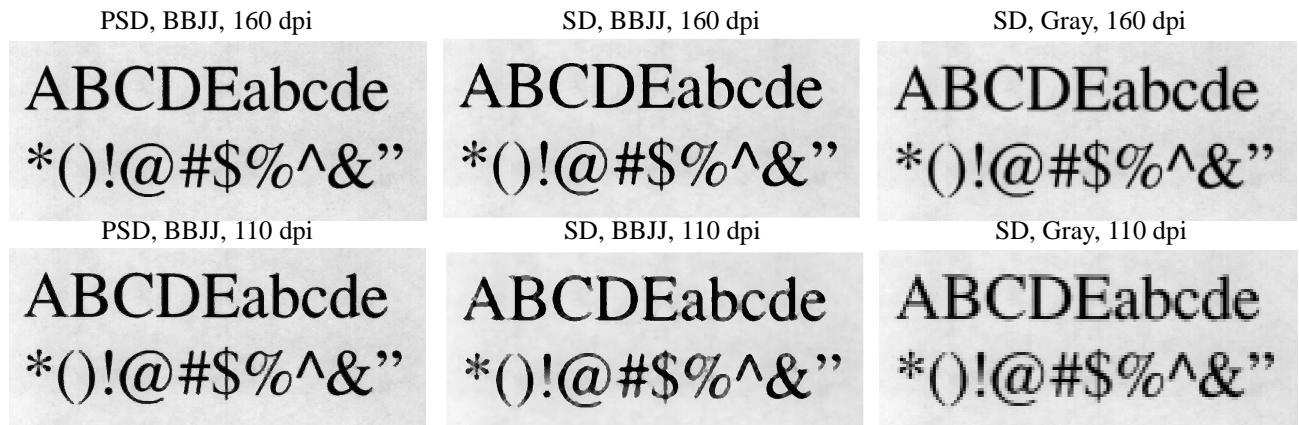 PSD, BBJJ, 160 dpi
ABCDEabcde
*()!@#$%^&”
SD, BBJJ, 160 dpi
ABCDEabcde
*()!@#$%^&”
SD, Gray, 160 dpi
ABCDEabcde
*()!@#$%^&”
PSD, BBJJ, 110 dpi
ABCDEabcde
*()!@#$%^&”
SD, BBJJ, 110 dpi
ABCDEabcde
*()!@#$%^&”
SD, Gray, 110 dpi
ABCDEabcde
*()!@#$%^&”